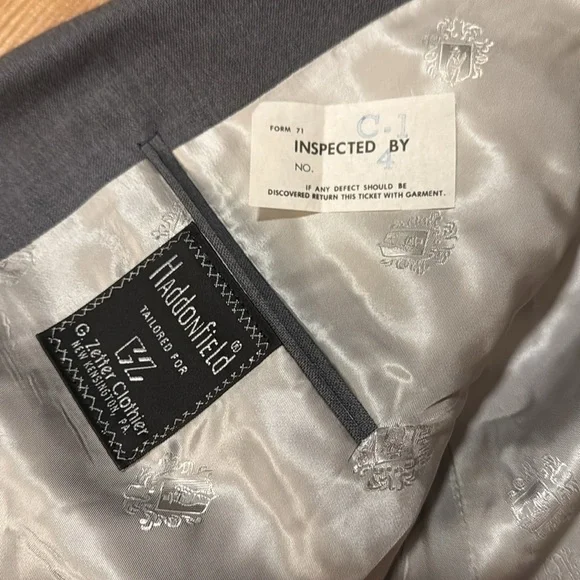 FORM 71
C-1
INSPECTED BY
NO. 4
IF ANY DEFECT SHOULD BE
DISCOVERED RETURN THIS TICKET WITH GARMENT.
HADDONFIELD®
TAILORED FOR
GZ
G. Zetter Clothier
NEW KENSINGTON, PA